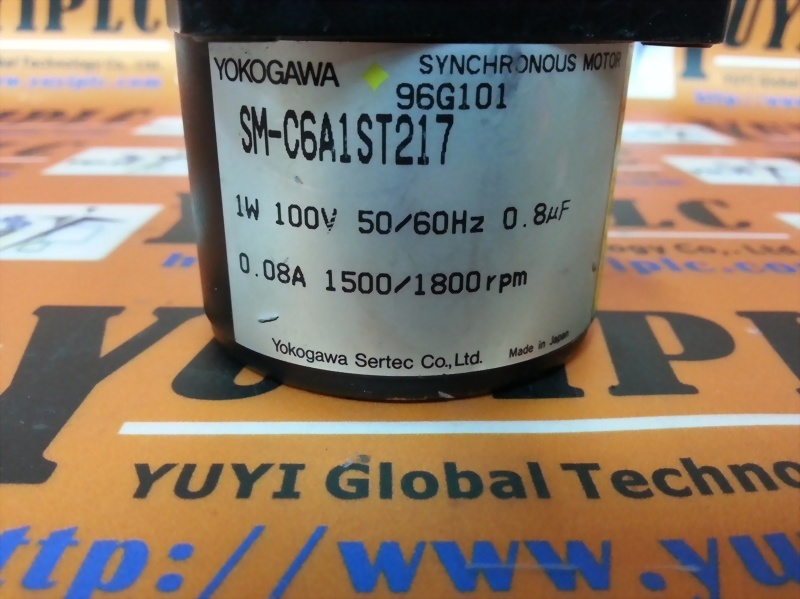 YOKOGAWA
SYNCHRONOUS MOTOR
96G101
SM-C6A1ST217
1W 100V 50/60Hz 0.8μF
0.08A 1500/1800rpm
Yokogawa Sertec Co.,Ltd.
Made in Japan
YUYI Global Techno
http://www.yu